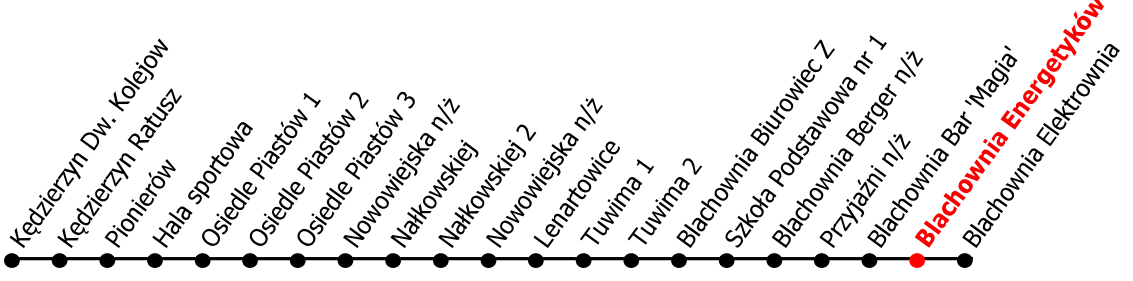 Kędzierzyn Dw. Kolejow
Kędzierzyn Ratusz
Pionierów
Hala sportowa
Osiedle Piastów 1
Osiedle Piastów 2
Osiedle Piastów 3
Nowowiejska n/ż
Nałkowskiej
Nałkowskiej 2
Nowowiejska n/ż
Lenartowice
Tuwima 1
Tuwima 2
Blachownia Biurowiec Z
Szkoła Podstawowa nr 1
Blachownia Berger n/ż
Przyjaźni n/ż
Blachownia Bar 'Magia'
Blachownia Energetyków
Blachownia Elektrownia